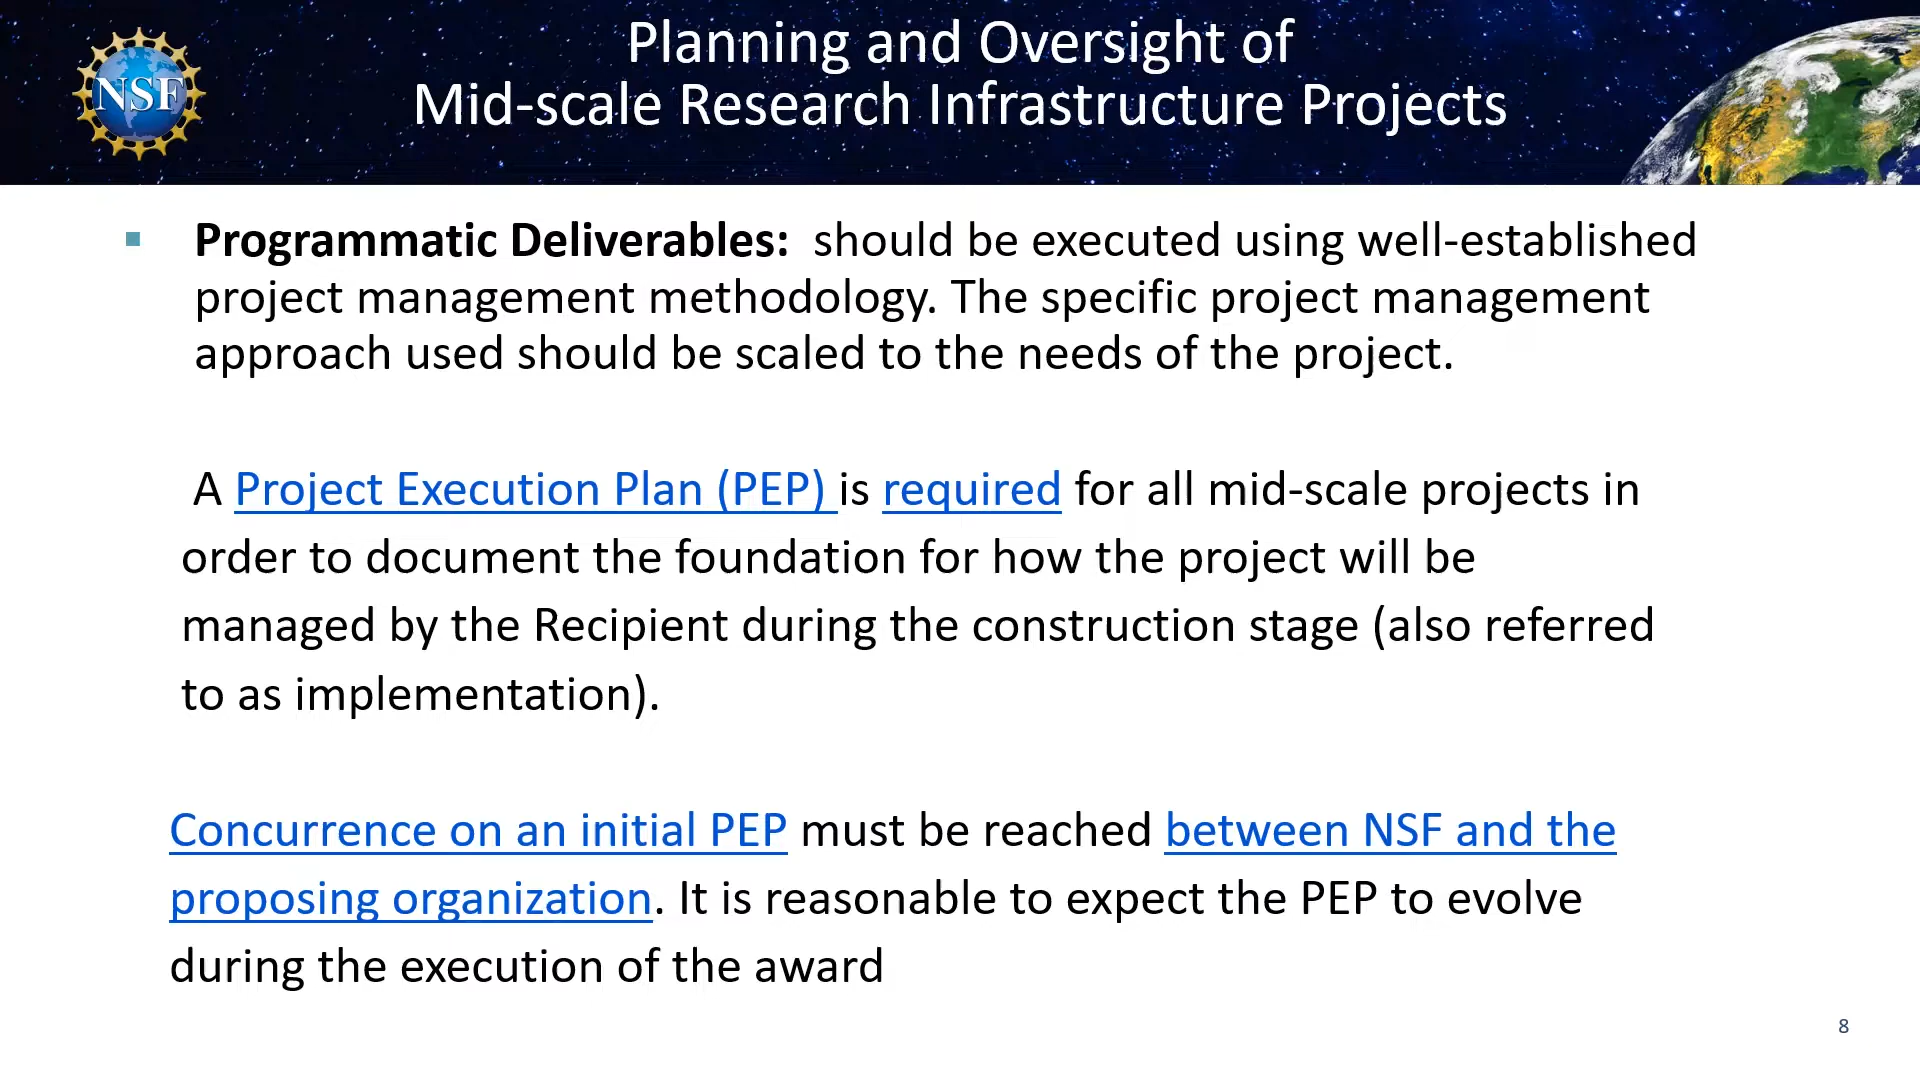 NSF
Planning and Oversight of
Mid-scale Research Infrastructure Projects
▪ Programmatic Deliverables: should be executed using well-established
project management methodology. The specific project management
approach used should be scaled to the needs of the project.
A Project Execution Plan (PEP) is required for all mid-scale projects in
order to document the foundation for how the project will be
managed by the Recipient during the construction stage (also referred
to as implementation).
Concurrence on an initial PEP must be reached between NSF and the
proposing organization. It is reasonable to expect the PEP to evolve
during the execution of the award
8